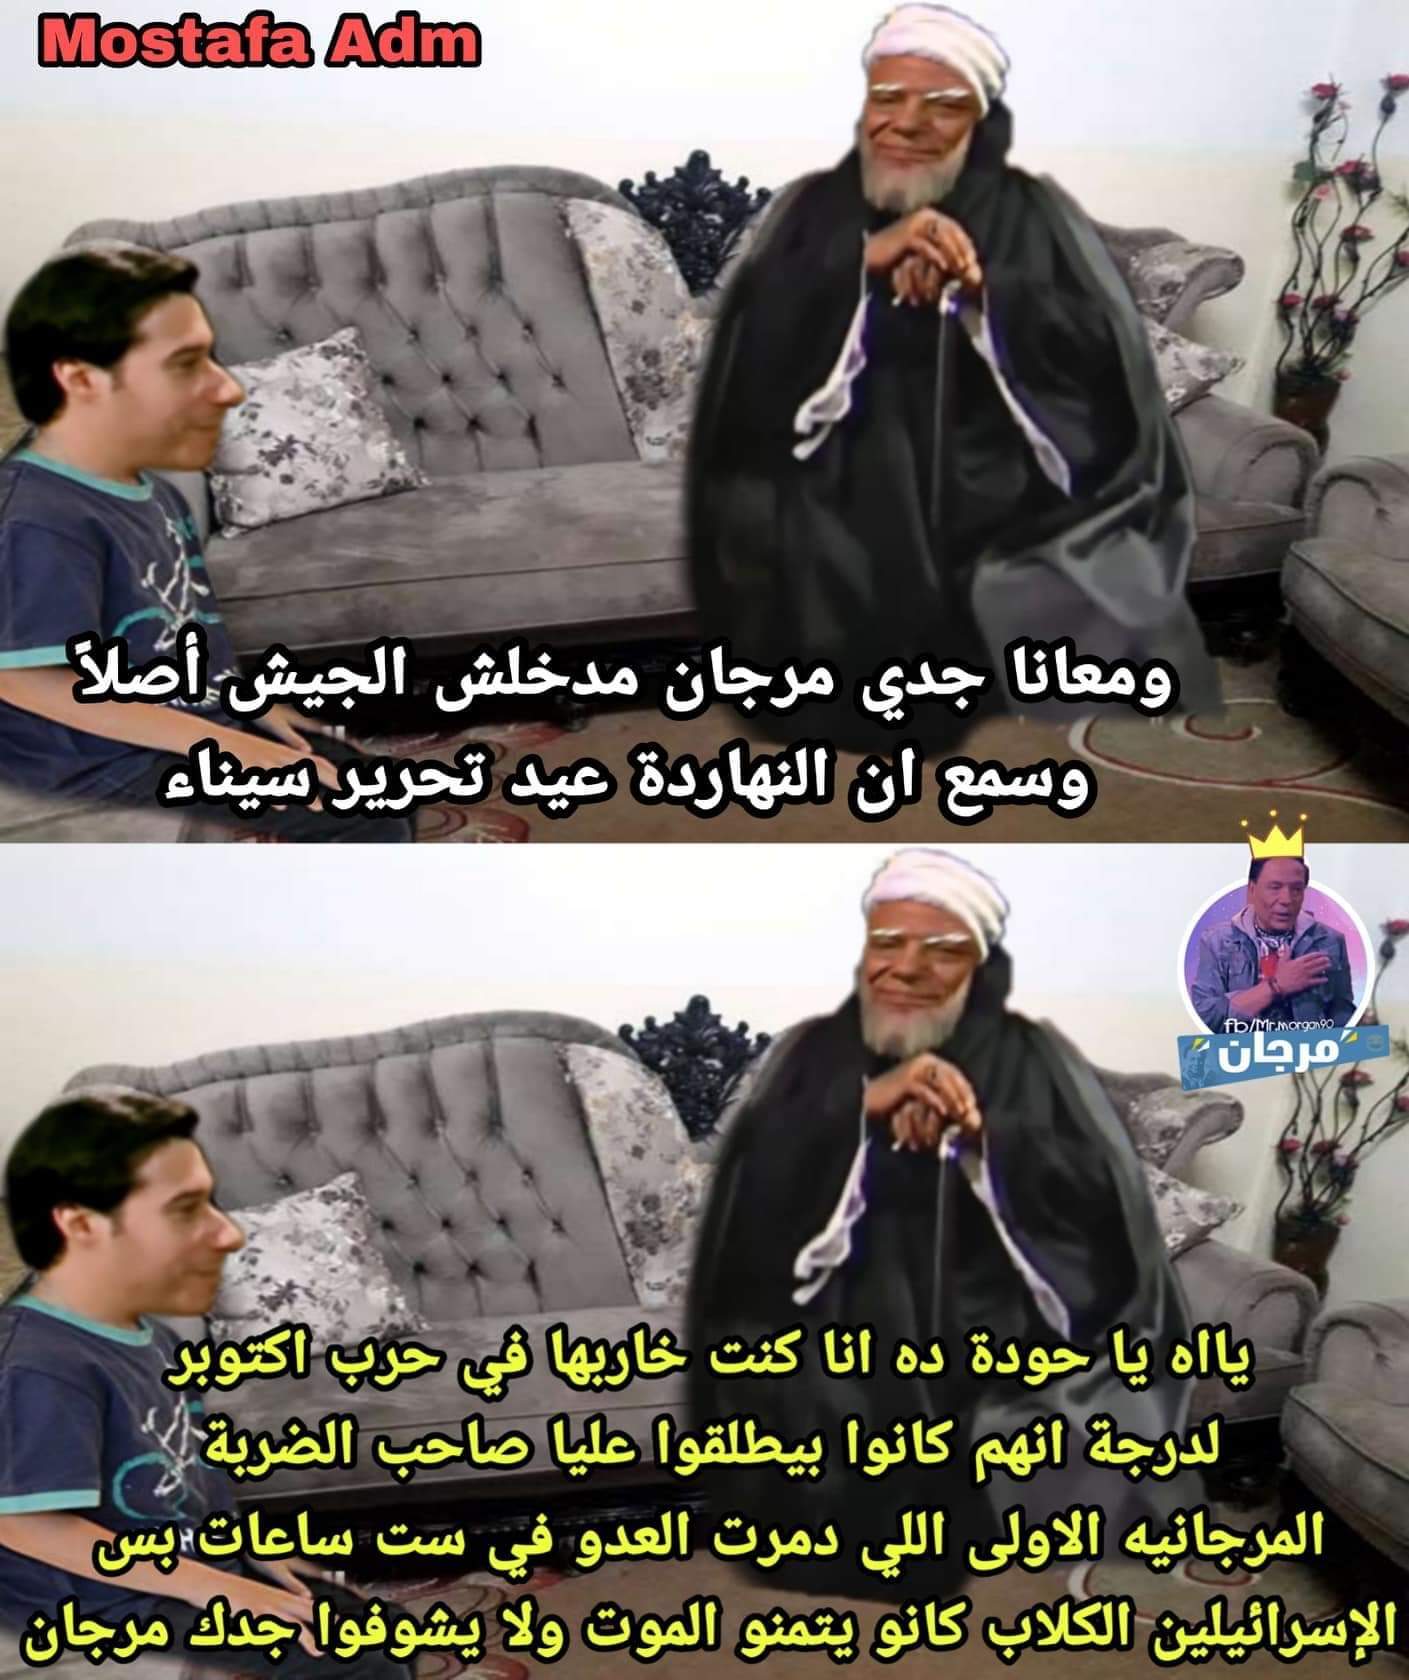 Mostafa Adm
ومعانا جدي مرجان مدخلش الجيش أصلاً
وسمع ان النهاردة عيد تحرير سيناء
fb/Mr.morgan90
مرجان
يااه يا حودة ده انا كنت خاربها في حرب اكتوبر
لدرجة انهم كانوا بيطلقوا عليا صاحب الضربة
المرجانيه الاولى اللي دمرت العدو في ست ساعات بس
الإسرائيلين الكلاب كانو يتمنو الموت ولا يشوفوا جدك مرجان